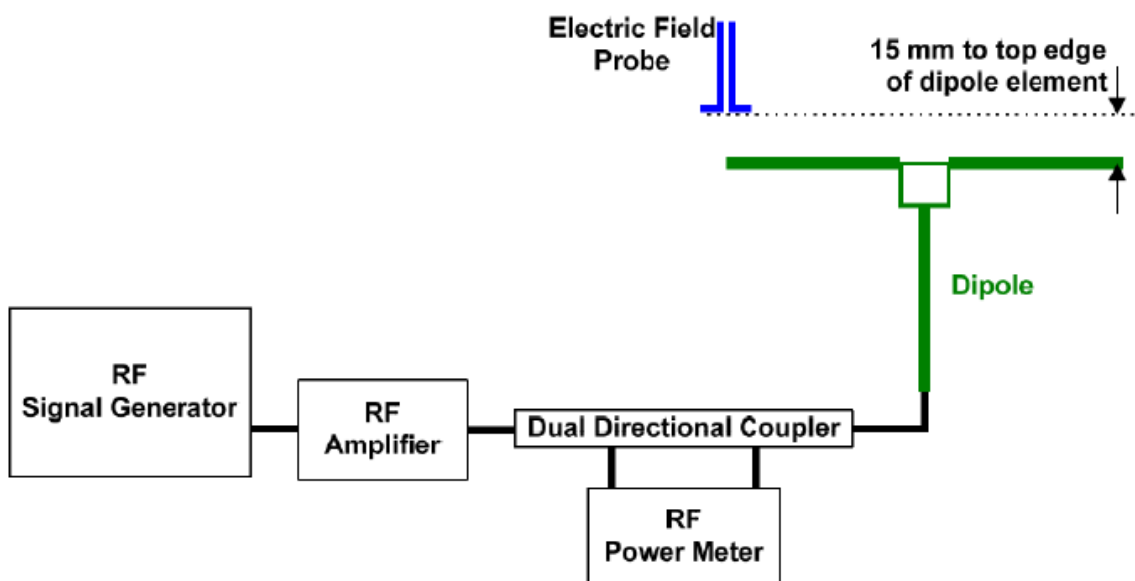 Electric Field
Probe
15 mm to top edge
of dipole element
Dipole
RF
Signal Generator
RF
Amplifier
Dual Directional Coupler
RF
Power Meter